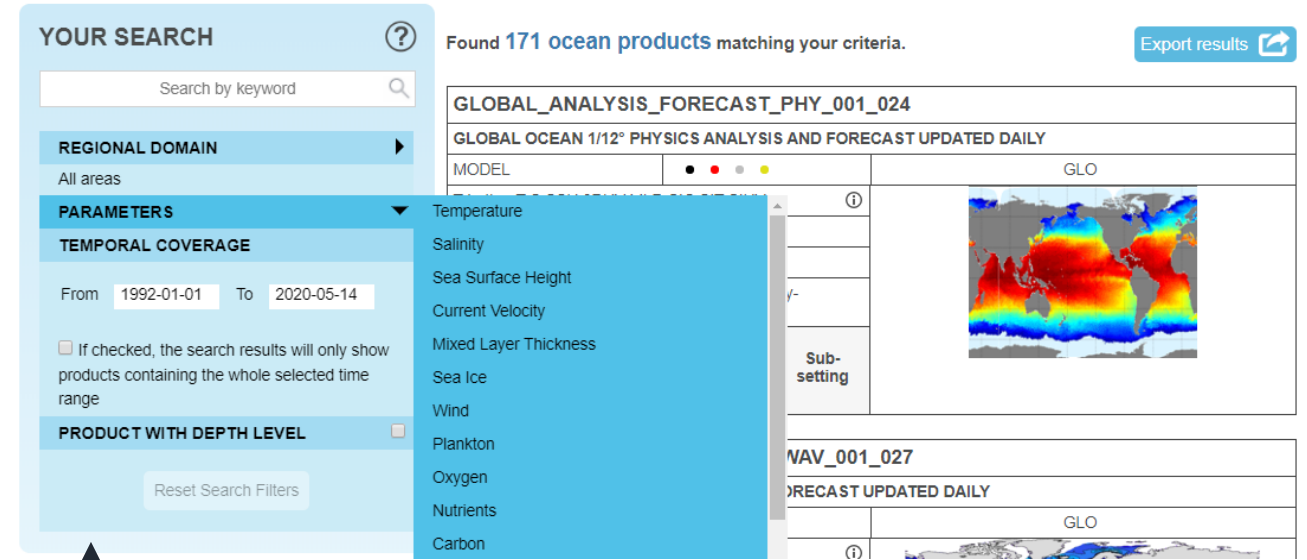 YOUR SEARCH
?
Search by keyword
REGIONAL DOMAIN
All areas
PARAMETERS
TEMPORAL COVERAGE
From 1992-01-01 To 2020-05-14
If checked, the search results will only show
products containing the whole selected time
range
PRODUCT WITH DEPTH LEVEL
Reset Search Filters
Temperature
Salinity
Sea Surface Height
Current Velocity
Mixed Layer Thickness
Sea Ice
Wind
Plankton
Oxygen
Nutrients
Carbon
Found 171 ocean products matching your criteria.
Export results
GLOBAL_ANALYSIS_FORECAST_PHY_001_024
GLOBAL OCEAN 1/12° PHYSICS ANALYSIS AND FORECAST UPDATED DAILY
MODEL
GLO
y-
Sub-
setting
WAV_001_027
ORECAST UPDATED DAILY
GLO